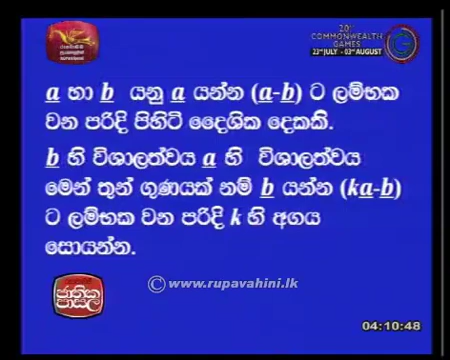 20th
COMMONWEALTH
GAMES
23rd JULY - 03rd AUGUST
a හා b යනු a යන්න (a-b) ට ලම්භක
වන පරිදි පිහිටි දෛශික දෙකකි.
b හි විශාලත්වය a හි විශාලත්වය
මෙන් තුන් ගුණයක් නම් b යන්න (ka-b)
ට ලම්භක වන පරිදි k හි අගය
සොයන්න.
© www.rupavahini.lk
ජාතික
පාසල
04:10:48